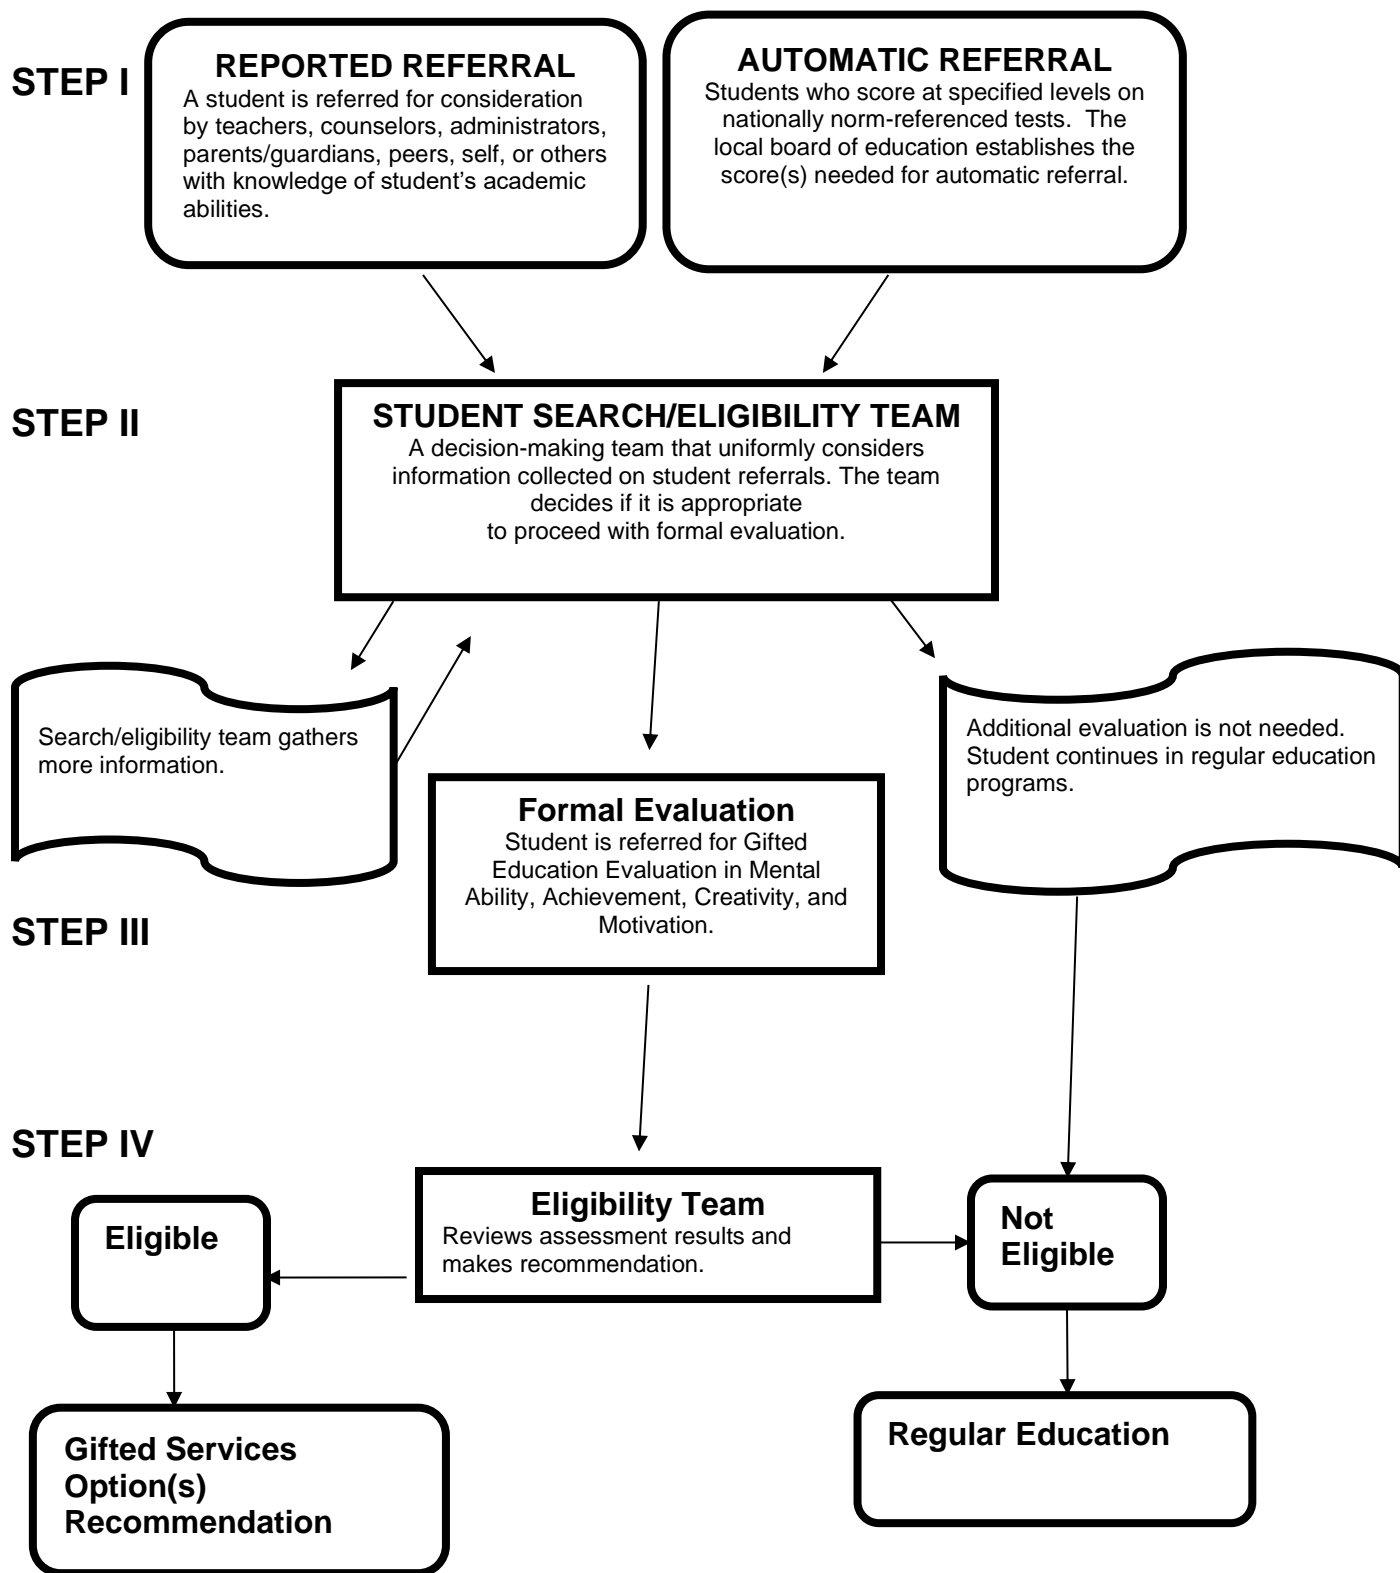 STEP I
REPORTED REFERRAL
A student is referred for consideration
by teachers, counselors, administrators,
parents/guardians, peers, self, or others
with knowledge of student’s academic
abilities.
AUTOMATIC REFERRAL
Students who score at specified levels on
nationally norm-referenced tests.  The
local board of education establishes the
score(s) needed for automatic referral.
STEP II
STUDENT SEARCH/ELIGIBILITY TEAM
A decision-making team that uniformly considers
information collected on student referrals. The team
decides if it is appropriate
to proceed with formal evaluation.
Search/eligibility team gathers
more information.
Additional evaluation is not needed.
Student continues in regular education
programs.
STEP III
Formal Evaluation
Student is referred for Gifted
Education Evaluation in Mental
Ability, Achievement, Creativity, and
Motivation.
STEP IV
Eligible
Eligibility Team
Reviews assessment results and
makes recommendation.
Not
Eligible
Gifted Services
Option(s)
Recommendation
Regular Education